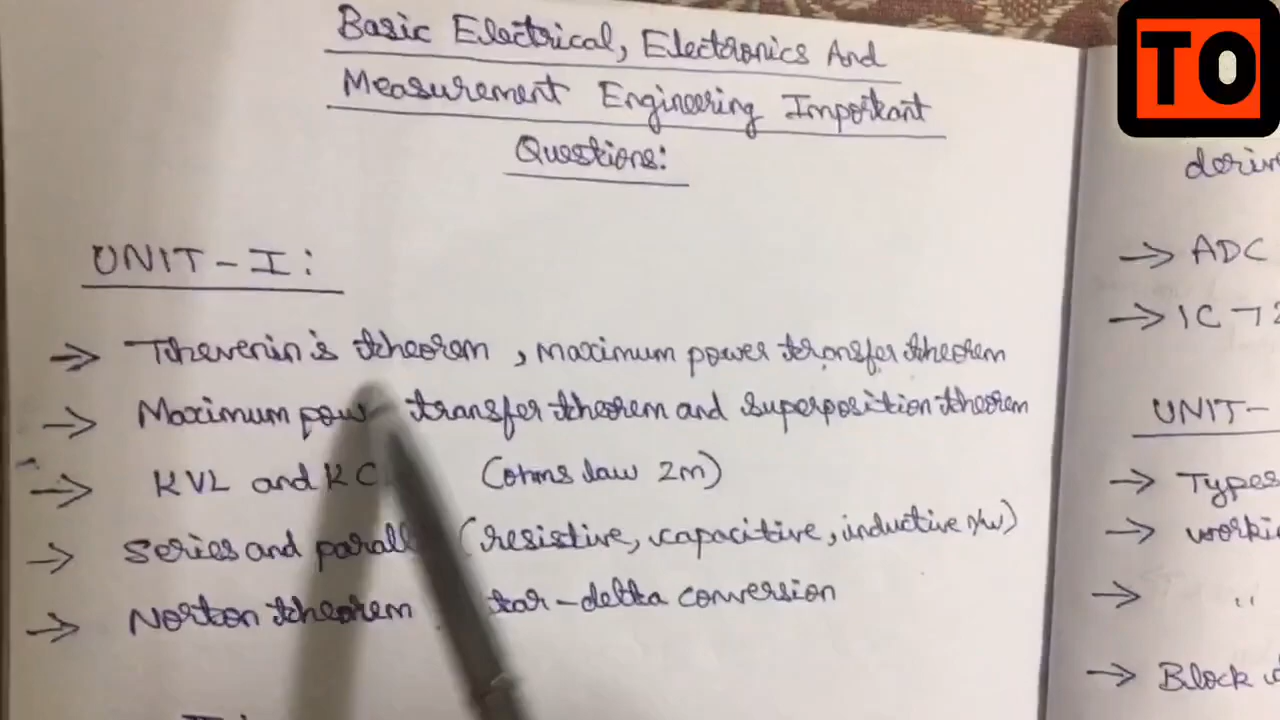 Basic Electrical, Electronics And
Measurement Engineering Important
Questions:
UNIT-I:
→ Thevenin's theorem, maximum power transfer theorem
→ Maximum pow transfer theorem and superposition theorem
→ KVL and KC (ohms law 2m)
→ Series and parall (resistive, capacitive, inductive n/w)
→ Norton theorem tar-delta conversion
TO
→ ADC
→ IC 72
UNIT-
→ Types
→
→ "
→ Block